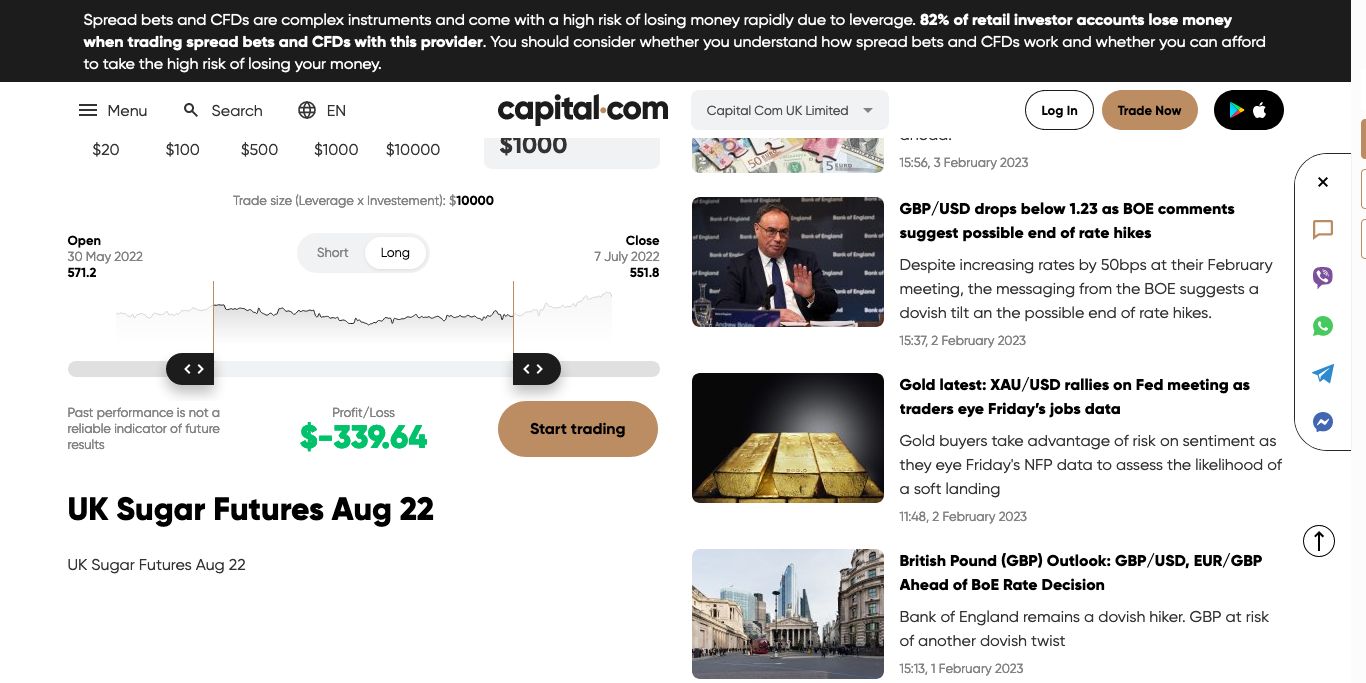 Spread bets and CFDs are complex instruments and come with a high risk of losing money rapidly due to leverage. 82% of retail investor accounts lose money
when trading spread bets and CFDs with this provider. You should consider whether you understand how spread bets and CFDs work and whether you can afford
to take the high risk of losing your money.
Menu
Search
EN
capital.com
Capital Com UK Limited
Log In
Trade Now
$20
$100
$500
$1000
$10000
$1000
Trade size (Leverage x Investement): $10000
Open
30 May 2022
571.2
Short
Long
Close
7 July 2022
551.8
Past performance is not a
reliable indicator of future
results
Profit/Loss
$-339.64
Start trading
UK Sugar Futures Aug 22
UK Sugar Futures Aug 22
ahead.
15:56, 3 February 2023
GBP/USD drops below 1.23 as BOE comments
suggest possible end of rate hikes
Despite increasing rates by 50bps at their February
meeting, the messaging from the BOE suggests a
dovish tilt an the possible end of rate hikes.
15:37, 2 February 2023
Gold latest: XAU/USD rallies on Fed meeting as
traders eye Friday’s jobs data
Gold buyers take advantage of risk on sentiment as
they eye Friday's NFP data to assess the likelihood of
a soft landing
11:48, 2 February 2023
British Pound (GBP) Outlook: GBP/USD, EUR/GBP
Ahead of BoE Rate Decision
Bank of England remains a dovish hiker. GBP at risk
of another dovish twist
15:13, 1 February 2023